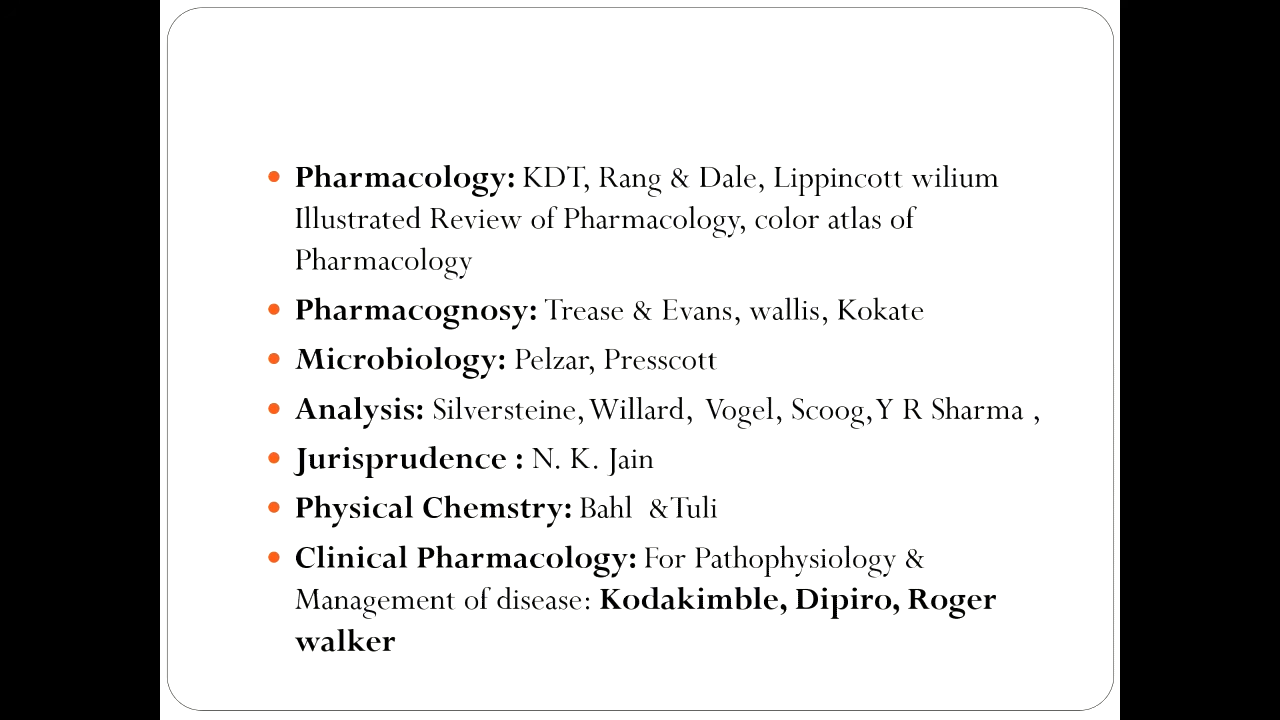 Pharmacology: KDT, Rang & Dale, Lippincott wilium
Illustrated Review of Pharmacology, color atlas of
Pharmacology
Pharmacognosy: Trease & Evans, wallis, Kokate
Microbiology: Pelzar, Presscott
Analysis: Silversteine, Willard, Vogel, Scoog,Y R Sharma ,
Jurisprudence : N. K. Jain
Physical Chemstry: Bahl &Tuli
Clinical Pharmacology: For Pathophysiology &
Management of disease: Kodakimble, Dipiro, Roger
walker